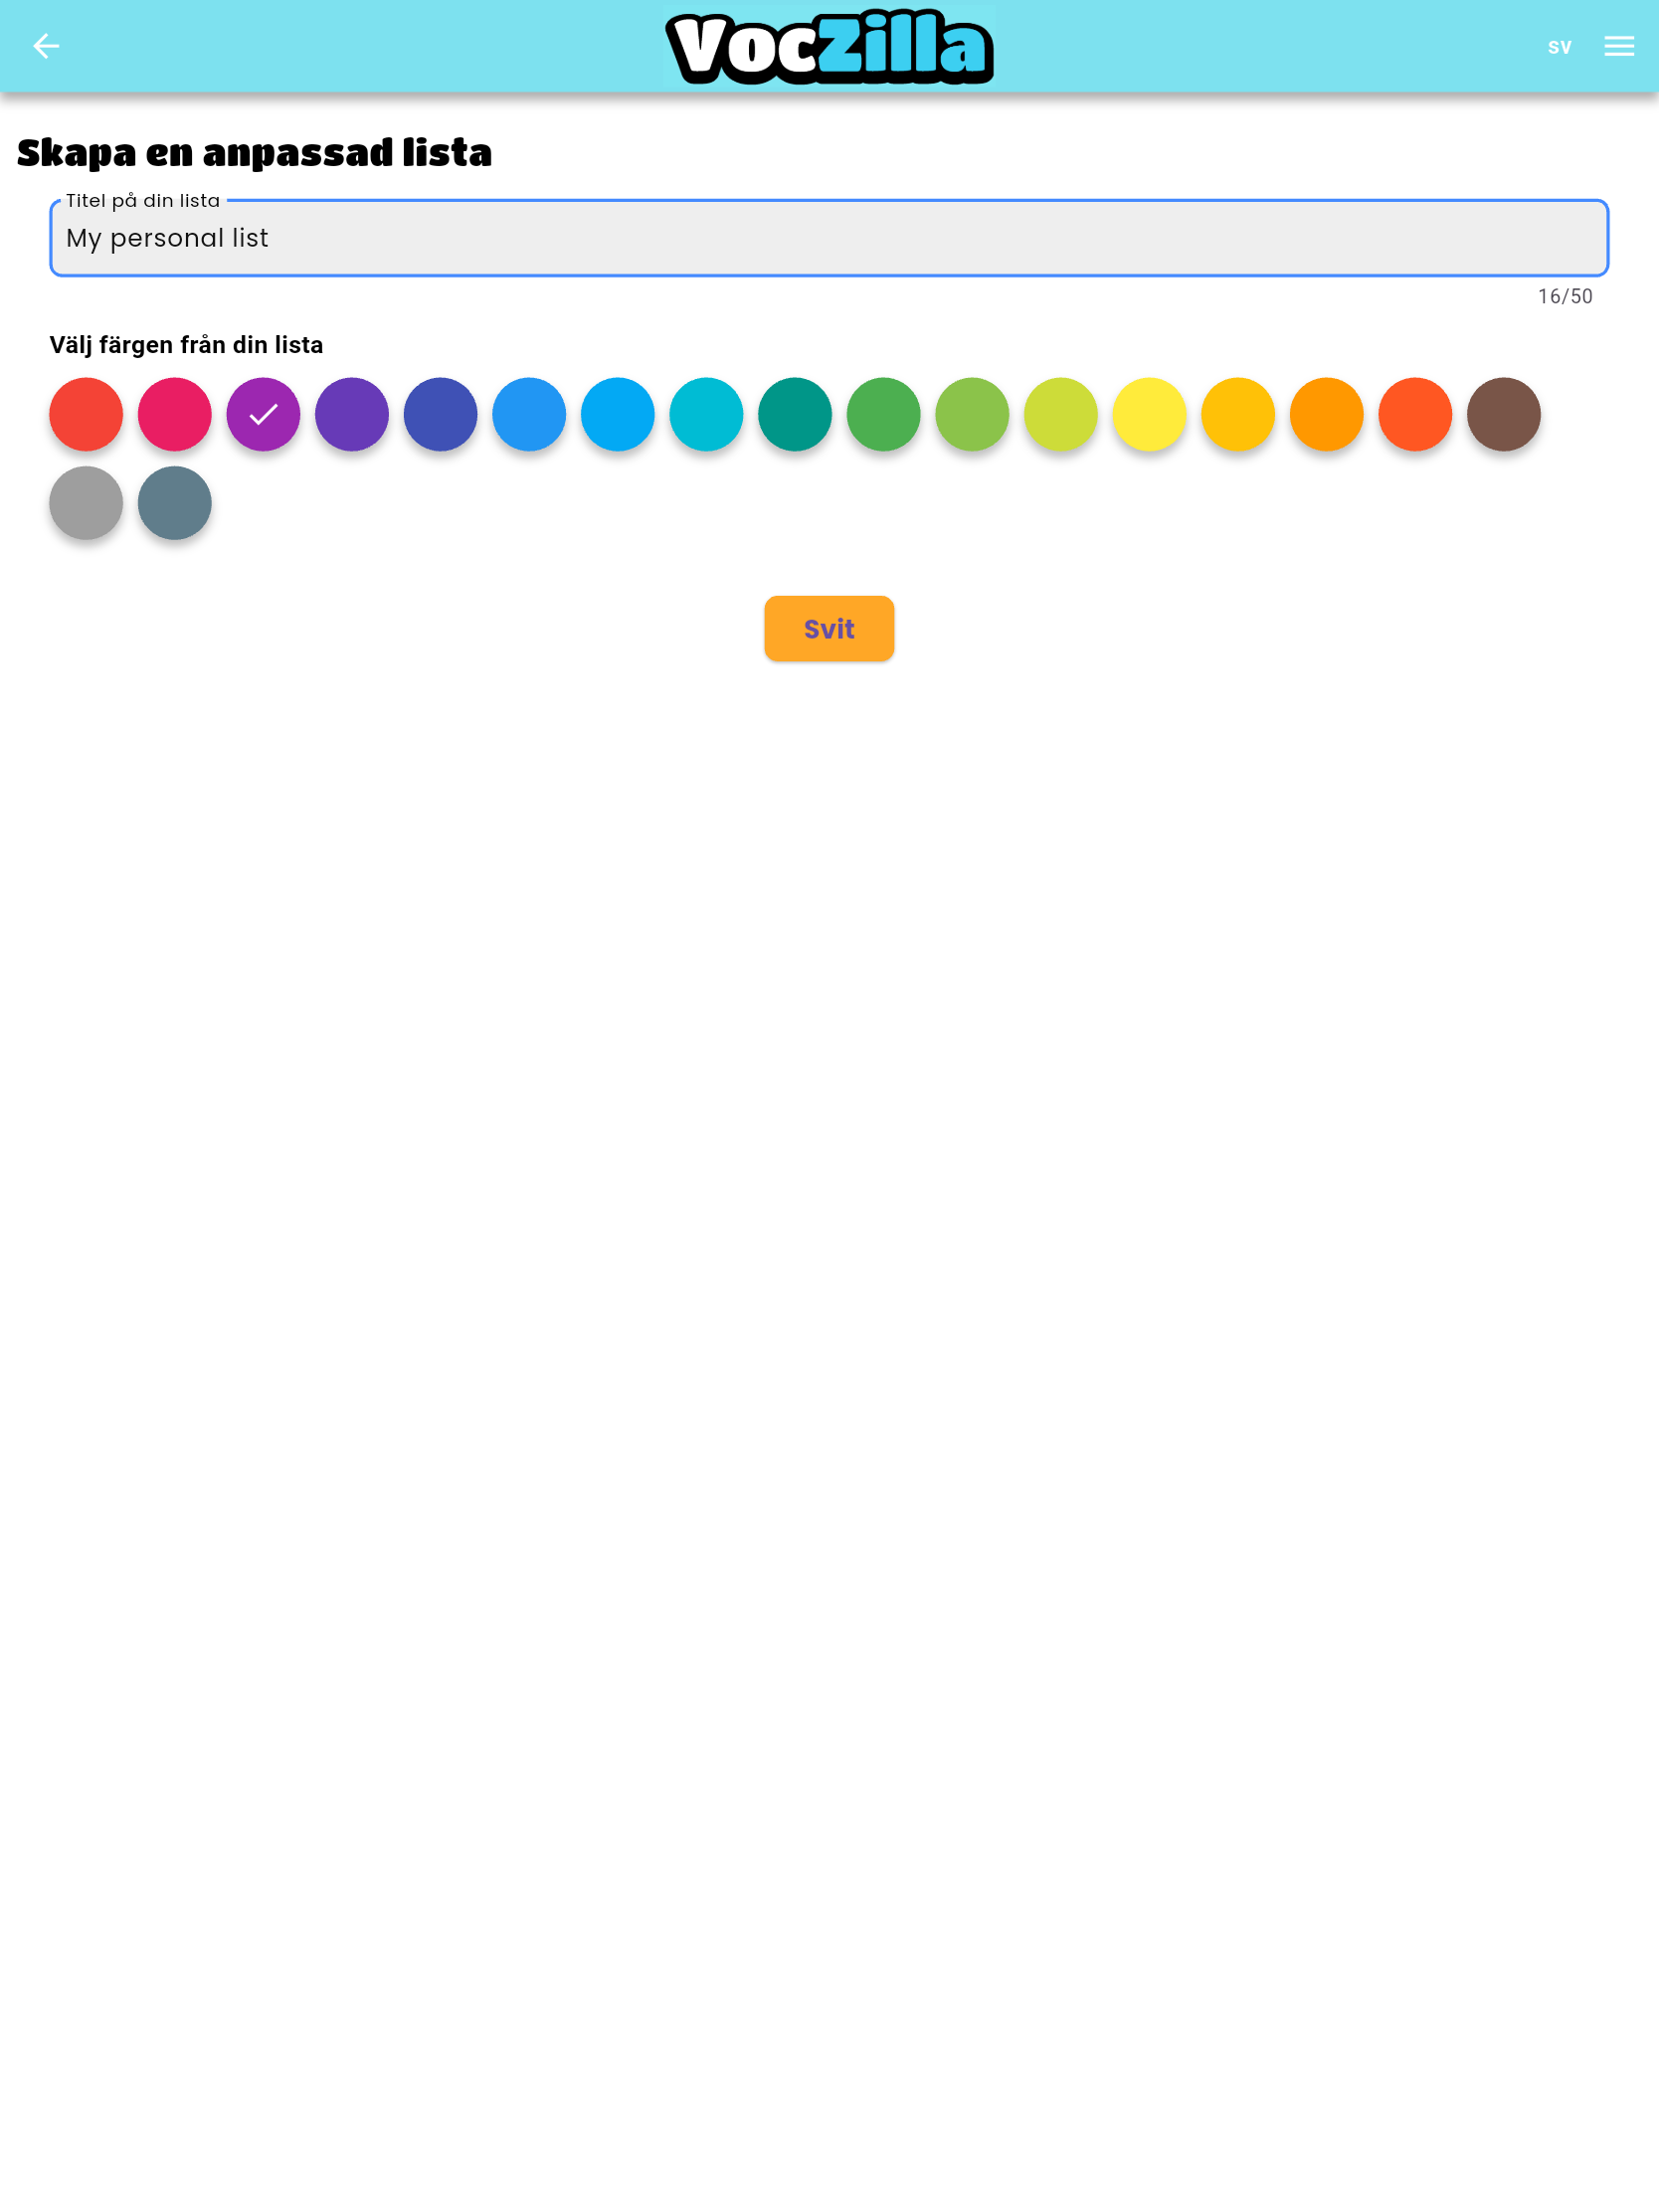 VocZilla
sv
Skapa en anpassad lista
Titel på din lista
My personal list
16/50
Välj färgen från din lista
Svit